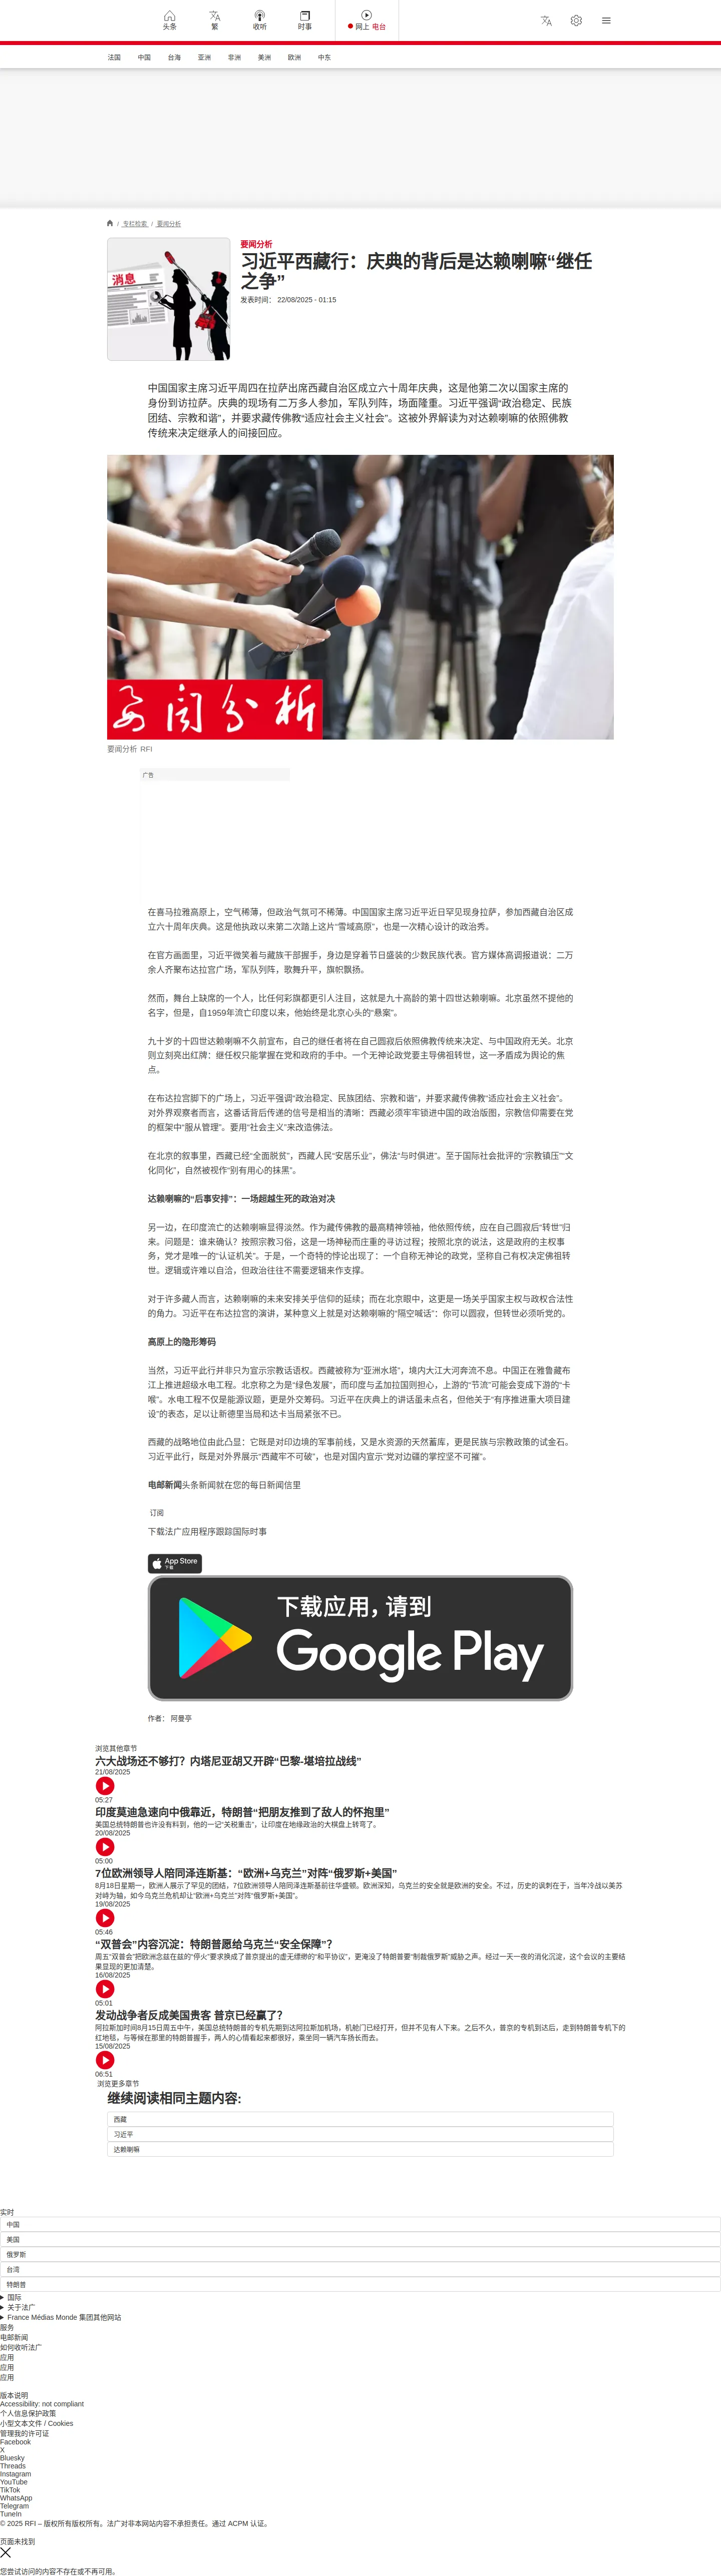 头条
繁
收听
时事
网上 电台
法国 中国 台海 亚洲 非洲 美洲 欧洲 中东
/ 专栏检索 / 要闻分析
消息
要闻分析
习近平西藏行：庆典的背后是达赖喇嘛“继任
之争”
发表时间： 22/08/2025 - 01:15
中国国家主席习近平周四在拉萨出席西藏自治区成立六十周年庆典，这是他第二次以国家主席的
身份到访拉萨。庆典的现场有二万多人参加，军队列阵，场面隆重。习近平强调“政治稳定、民族
团结、宗教和谐”，并要求藏传佛教“适应社会主义社会”。这被外界解读为对达赖喇嘛的依照佛教
传统来决定继承人的间接回应。
要闻分析
要闻分析 RFI
广告
在喜马拉雅高原上，空气稀薄，但政治气氛可不稀薄。中国国家主席习近平近日罕见现身拉萨，参加西藏自治区成
立六十周年庆典。这是他执政以来第二次踏上这片“雪域高原”，也是一次精心设计的政治秀。
在官方画面里，习近平微笑着与藏族干部握手，身边是穿着节日盛装的少数民族代表。官方媒体高调报道说：二万
余人齐聚布达拉宫广场，军队列阵，歌舞升平，旗帜飘扬。
然而，舞台上缺席的一个人，比任何彩旗都更引人注目，这就是九十高龄的第十四世达赖喇嘛。北京虽然不提他的
名字，但是，自1959年流亡印度以来，他始终是北京心头的“悬案”。
九十岁的十四世达赖喇嘛不久前宣布，自己的继任者将在自己圆寂后依照佛教传统来决定、与中国政府无关。北京
则立刻亮出红牌：继任权只能掌握在党和政府的手中。一个无神论政党要主导佛祖转世，这一矛盾成为舆论的焦
点。
在布达拉宫脚下的广场上，习近平强调“政治稳定、民族团结、宗教和谐”，并要求藏传佛教“适应社会主义社会”。
对外界观察者而言，这番话背后传递的信号是相当的清晰：西藏必须牢牢锁进中国的政治版图，宗教信仰需要在党
的框架中“服从管理”。要用“社会主义”来改造佛法。
在北京的叙事里，西藏已经“全面脱贫”，西藏人民“安居乐业”，佛法“与时俱进”。至于国际社会批评的“宗教镇压”“文
化同化”，自然被视作“别有用心的抹黑”。
达赖喇嘛的“后事安排”：一场超越生死的政治对决
另一边，在印度流亡的达赖喇嘛显得淡然。作为藏传佛教的最高精神领袖，他依照传统，应在自己圆寂后“转世”归
来。问题是：谁来确认？按照宗教习俗，这是一场神秘而庄重的寻访过程；按照北京的说法，这是政府的主权事
务，党才是唯一的“认证机关”。于是，一个奇特的悖论出现了：一个自称无神论的政党，坚称自己有权决定佛祖转
世。逻辑或许难以自洽，但政治往往不需要逻辑来作支撑。
对于许多藏人而言，达赖喇嘛的未来安排关乎信仰的延续；而在北京眼中，这更是一场关乎国家主权与政权合法性
的角力。习近平在布达拉宫的演讲，某种意义上就是对达赖喇嘛的“隔空喊话”：你可以圆寂，但转世必须听党的。
高原上的隐形筹码
当然，习近平此行并非只为宣示宗教话语权。西藏被称为“亚洲水塔”，境内大江大河奔流不息。中国正在雅鲁藏布
江上推进超级水电工程。北京称之为是“绿色发展”，而印度与孟加拉国则担心，上游的“节流”可能会变成下游的“卡
喉”。水电工程不仅是能源议题，更是外交筹码。习近平在庆典上的讲话虽未点名，但他关于“有序推进重大项目建
设”的表态，足以让新德里当局和达卡当局紧张不已。
西藏的战略地位由此凸显：它既是对印边境的军事前线，又是水资源的天然蓄库，更是民族与宗教政策的试金石。
习近平此行，既是对外界展示“西藏牢不可破”，也是对国内宣示“党对边疆的掌控坚不可摧”。
电邮新闻头条新闻就在您的每日新闻信里
订阅
下载法广应用程序跟踪国际时事
App Store
下载
下载应用，请到
Google Play
作者： 阿曼亭
浏览其他章节
六大战场还不够打？内塔尼亚胡又开辟“巴黎-堪培拉战线”
21/08/2025
05:27
印度莫迪急速向中俄靠近，特朗普“把朋友推到了敌人的怀抱里”
美国总统特朗普也许没有料到，他的一记“关税重击”，让印度在地缘政治的大棋盘上转弯了。
20/08/2025
05:00
7位欧洲领导人陪同泽连斯基：“欧洲+乌克兰”对阵“俄罗斯+美国”
8月18日星期一，欧洲人展示了罕见的团结，7位欧洲领导人陪同泽连斯基前往华盛顿。欧洲深知，乌克兰的安全就是欧洲的安全。不过，历史的讽刺在于，当年冷战以美苏
对峙为轴，如今乌克兰危机却让“欧洲+乌克兰”对阵“俄罗斯+美国”。
19/08/2025
05:46
“双普会”内容沉淀：特朗普愿给乌克兰“安全保障”？
周五“双普会”把欧洲念兹在兹的“停火”要求换成了普京提出的虚无缥缈的“和平协议”，更淹没了特朗普要“制裁俄罗斯”威胁之声。经过一天一夜的消化沉淀，这个会议的主要结
果显现的更加清楚。
16/08/2025
05:01
发动战争者反成美国贵客 普京已经赢了？
阿拉斯加时间8月15日周五中午，美国总统特朗普的专机先期到达阿拉斯加机场，机舱门已经打开，但并不见有人下来。之后不久，普京的专机到达后，走到特朗普专机下的
红地毯，与等候在那里的特朗普握手，两人的心情看起来都很好，乘坐同一辆汽车扬长而去。
15/08/2025
06:51
浏览更多章节
继续阅读相同主题内容:
西藏
习近平
达赖喇嘛
实时
中国
美国
俄罗斯
台湾
特朗普
国际
关于法广
France Médias Monde 集团其他网站
服务
电邮新闻
如何收听法广
应用
应用
应用
版本说明
Accessibility: not compliant
个人信息保护政策
小型文本文件 / Cookies
管理我的许可证
Facebook
X
Bluesky
Threads
Instagram
YouTube
TikTok
WhatsApp
Telegram
TuneIn
© 2025 RFI – 版权所有版权所有。法广对非本网站内容不承担责任。通过 ACPM 认证。
页面未找到
您尝试访问的内容不存在或不再可用。